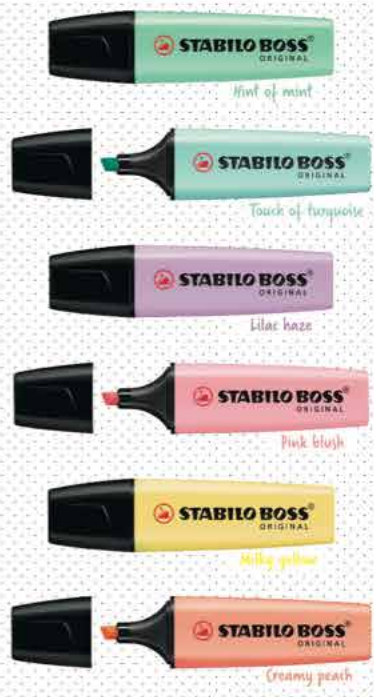 STABILO BOSS®
ORIGINAL
Hint of mint
STABILO BOSS®
ORIGINAL
Touch of turquoise
STABILO BOSS®
ORIGINAL
Lilac haze
STABILO BOSS®
ORIGINAL
Pink blush
STABILO BOSS®
ORIGINAL
Milky yellow
STABILO BOSS®
ORIGINAL
Creamy peach